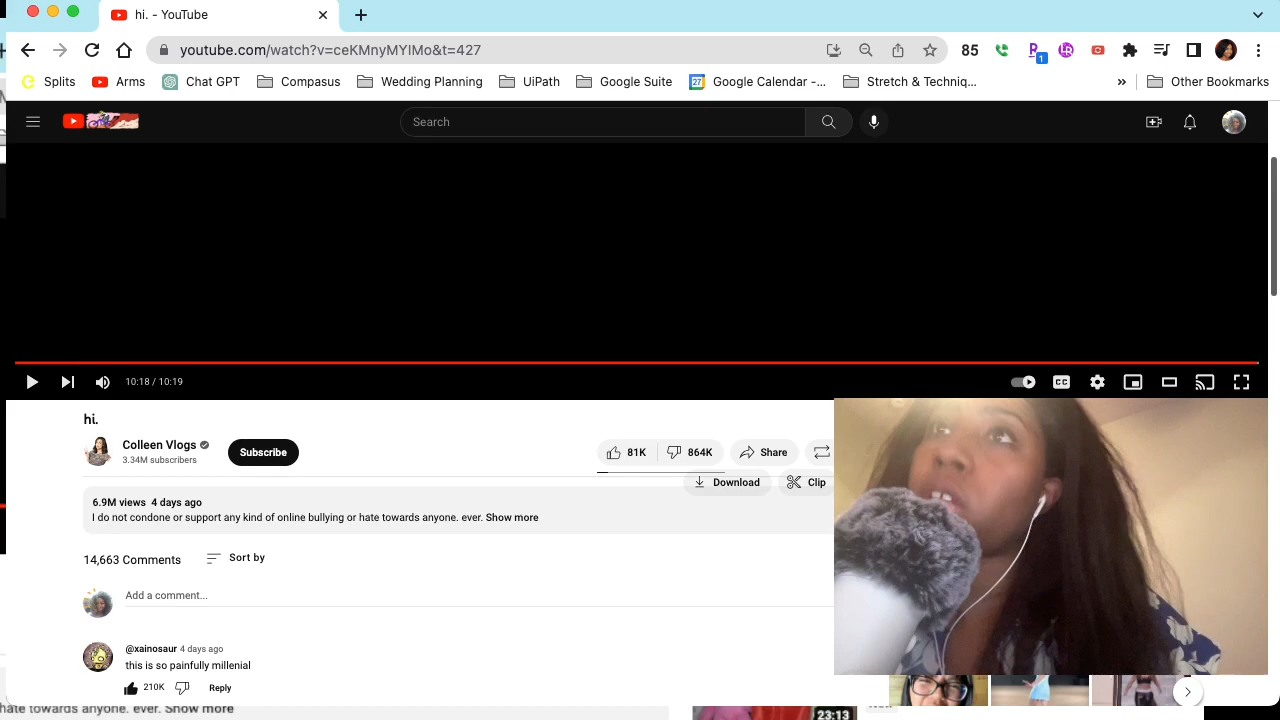 hi. - YouTube
youtube.com/watch?v=ceKMnyMYIMo&t=427
85
1
Splits
Arms
Chat GPT
Compasus
Wedding Planning
UiPath
Google Suite
27
Google Calendar -...
Stretch & Techniq...
»
Other Bookmarks
Search
10:18 / 10:19
CC
hi.
Colleen Vlogs
3.34M subscribers
Subscribe
81K
864K
Share
Download
Clip
6.9M views 4 days ago
I do not condone or support any kind of online bullying or hate towards anyone. ever. Show more
14,663 Comments
Sort by
Add a comment...
@xainosaur 4 days ago
this is so painfully millenial
210K
Reply
hate towards anyone. ever. Show more
23:13